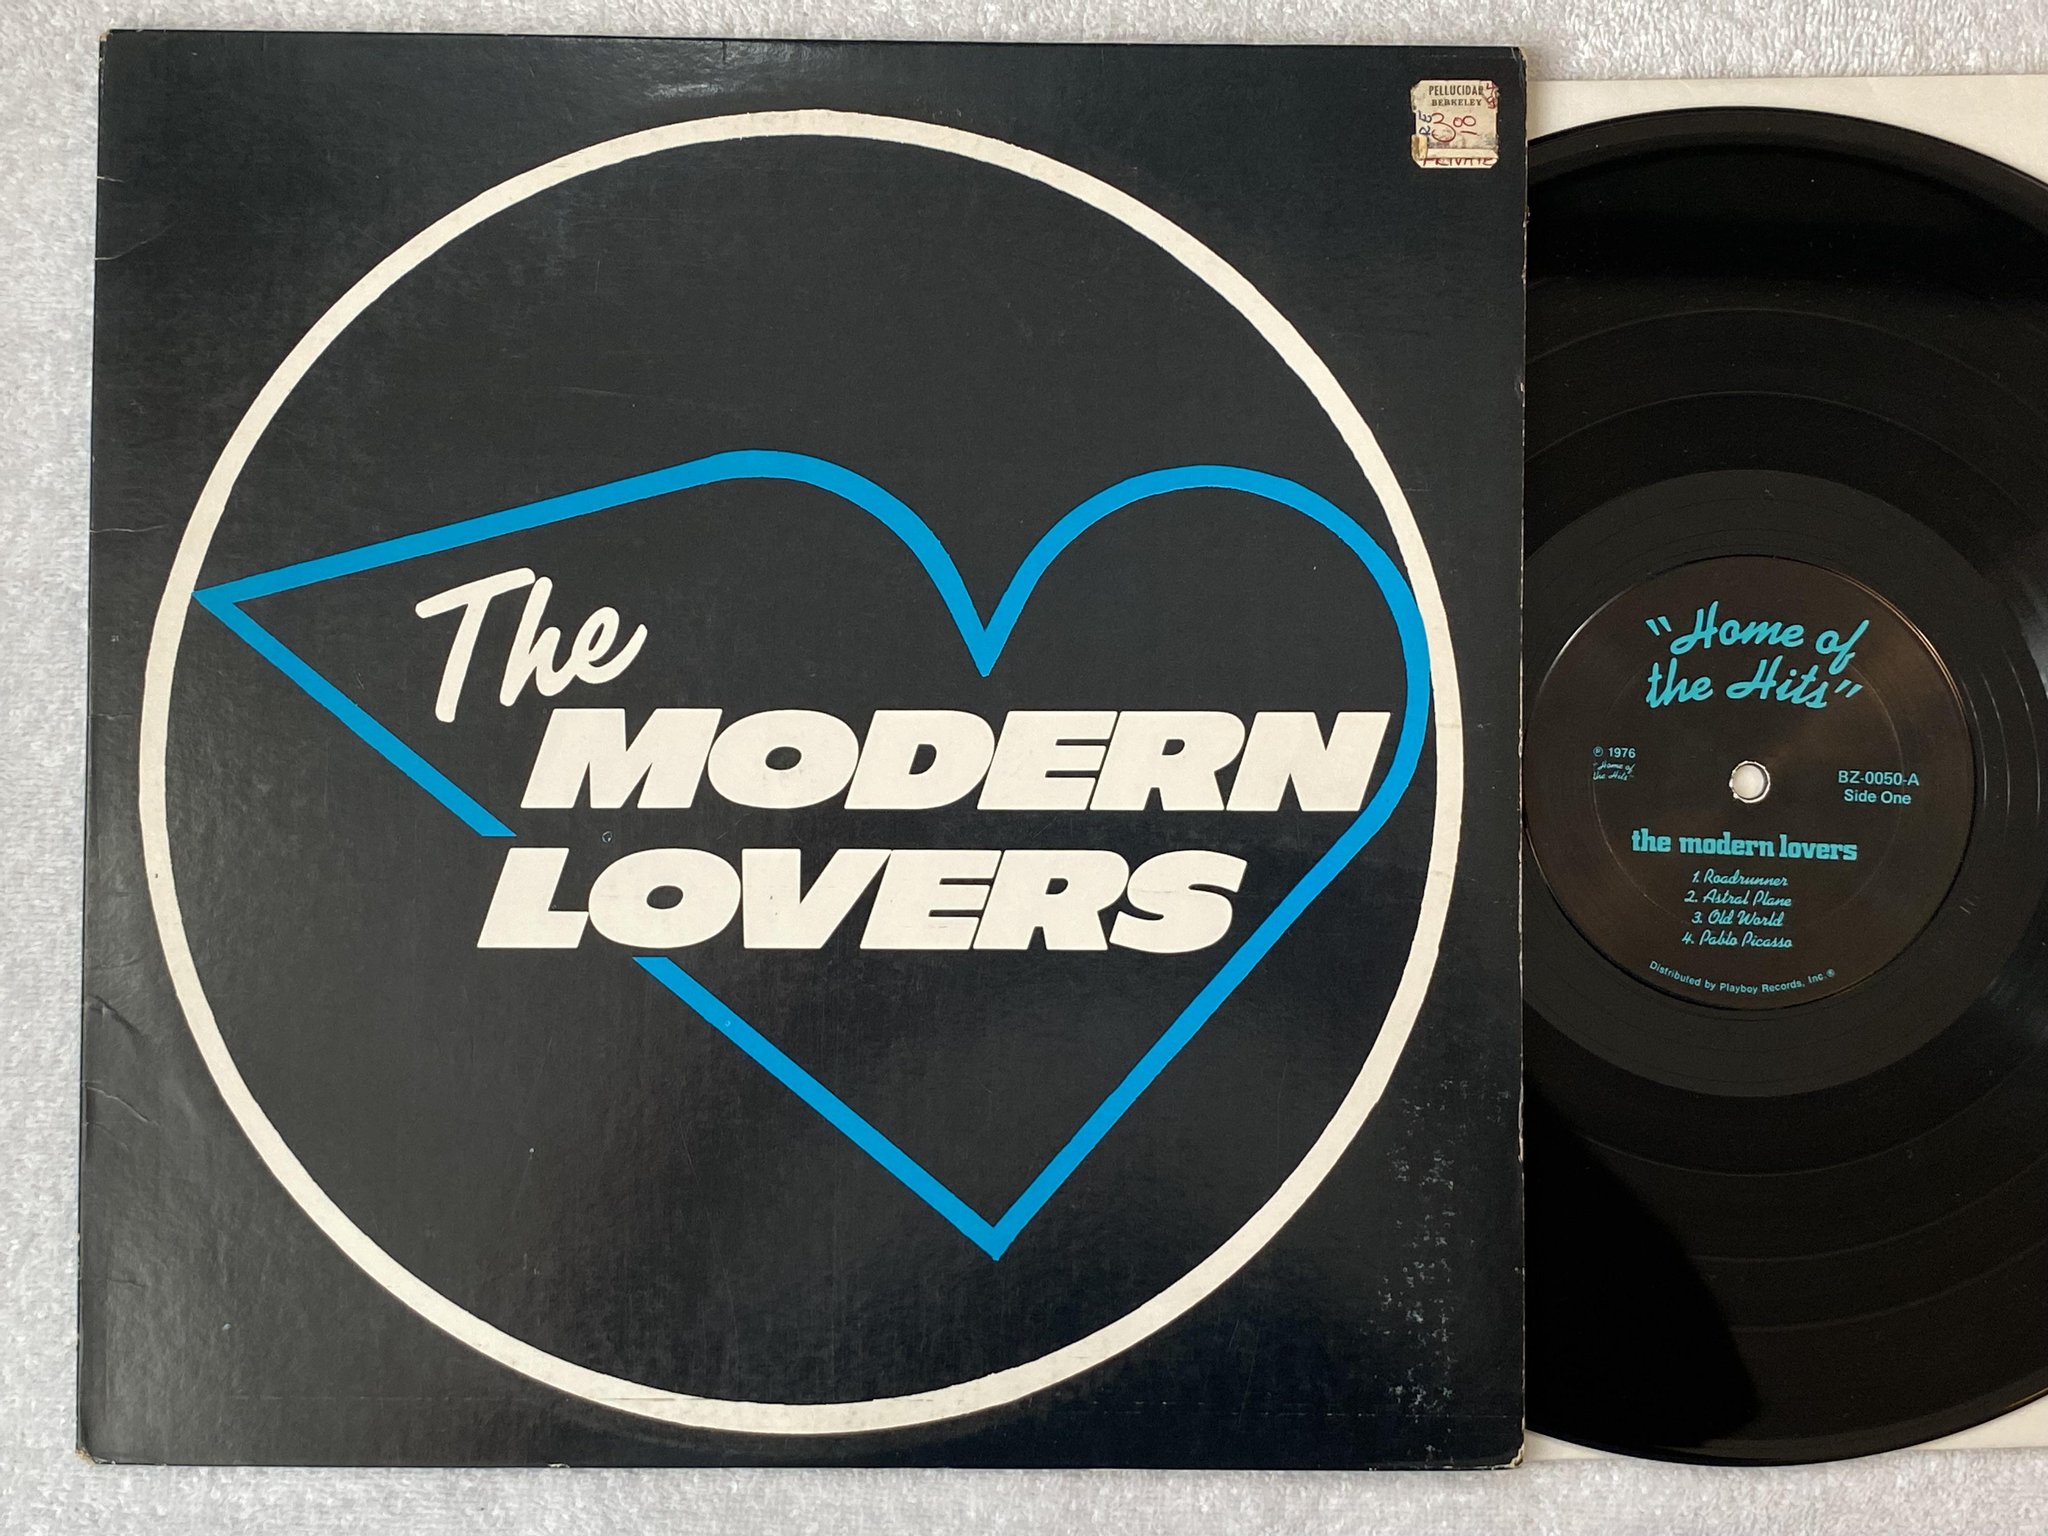 The
MODERN
LOVERS
PELLUCIDAR
BERKELEY
3.00
PRIVATE
"Home of
the Hits"
℗ 1976
"Home of
the Hits"
BZ-0050-A
Side One
the modern lovers
1. Roadrunner
2. Astral Plane
3. Old World
4. Pablo Picasso
Distributed by Playboy Records, Inc.®